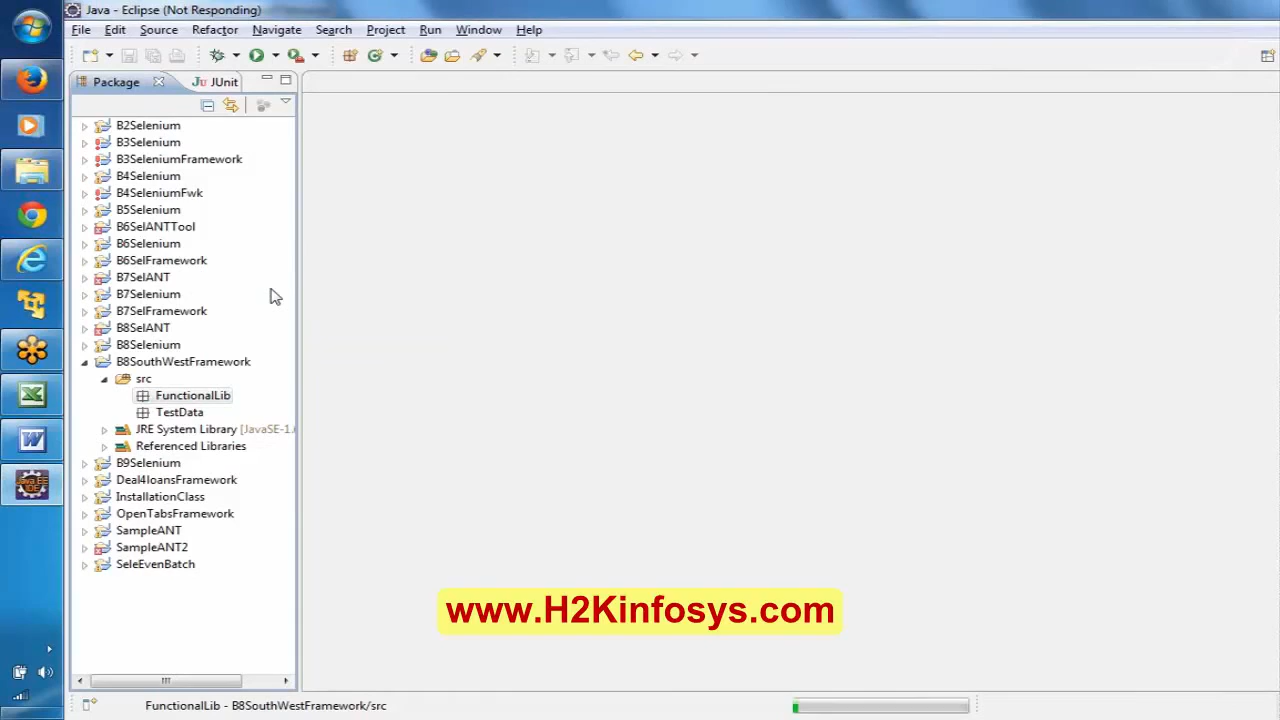 Java - Eclipse (Not Responding)
File Edit Source Refactor Navigate Search Project Run Window Help
Package JUnit
B2Selenium
B3Selenium
B3SeleniumFramework
B4Selenium
B4SeleniumFwk
B5Selenium
B6SelANTTool
B6Selenium
B6SelFramework
B7SelANT
B7Selenium
B7SelFramework
B8SelANT
B8Selenium
B8SouthWestFramework
src
FunctionalLib
TestData
JRE System Library [JavaSE-1.
Referenced Libraries
B9Selenium
Deal4loansFramework
InstallationClass
OpenTabsFramework
SampleANT
SampleANT2
SeleEvenBatch
www.H2Kinfosys.com
FunctionalLib - B8SouthWestFramework/src